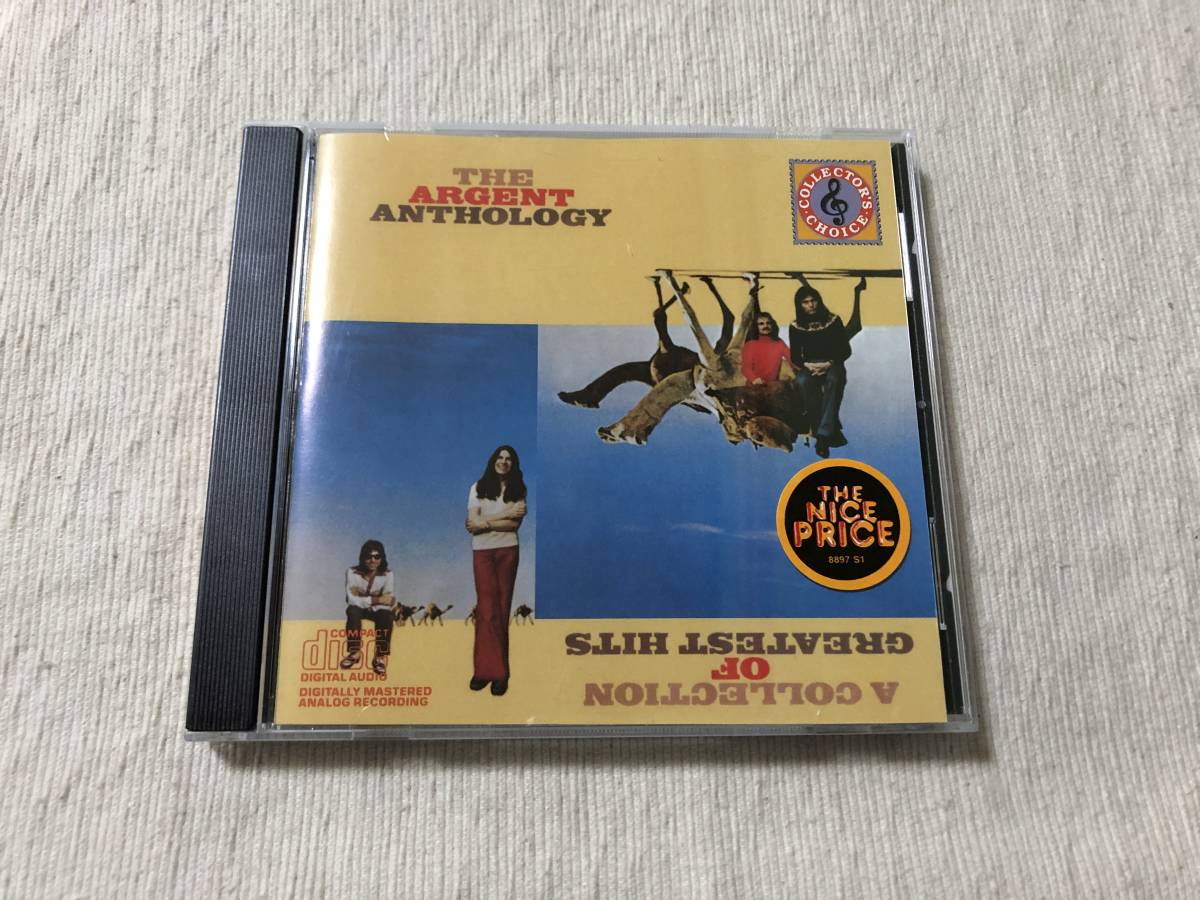 THE
ARGENT
ANTHOLOGY
COLLECTOR'S
CHOICE
THE
NICE
PRICE
8897 S1
A COLLECTION
OF
GREATEST HITS
COMPACT
disc
DIGITAL AUDIO
DIGITALLY MASTERED
ANALOG RECORDING